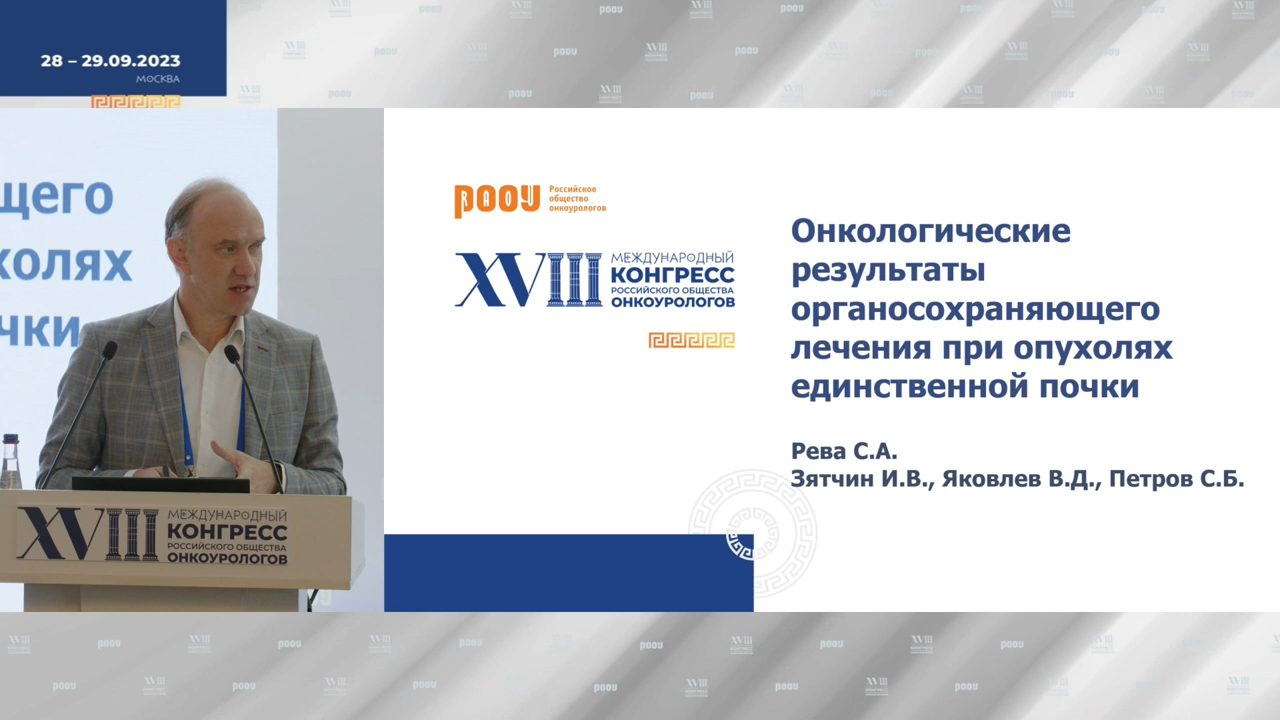 28 – 29.09.2023
МОСКВА
щего
холях
чки
XVIII
МЕЖДУНАРОДНЫЙ
КОНГРЕСС
РОССИЙСКОГО ОБЩЕСТВА
ОНКОУРОЛОГОВ
РООУ
RAOU
Российское
общество
онкоурологов
XVIII
МЕЖДУНАРОДНЫЙ
КОНГРЕСС
РОССИЙСКОГО ОБЩЕСТВА
ОНКОУРОЛОГОВ
Онкологические
результаты
органосохраняющего
лечения при опухолях
единственной почки
Рева С.А.
Зятчин И.В., Яковлев В.Д., Петров С.Б.